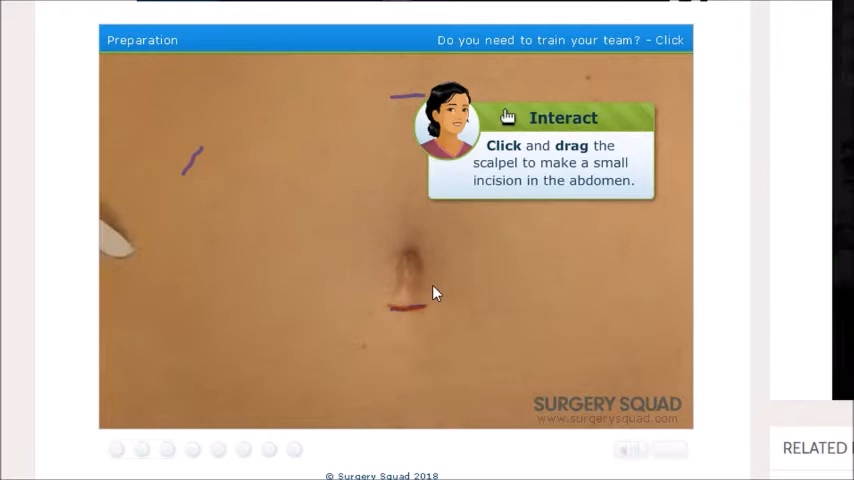 Preparation
Do you need to train your team? - Click
Interact
Click and drag the
scalpel to make a small
incision in the abdomen.
SURGERY SQUAD
www.surgerysquad.com
RELATED
© Surgery Squad 2018